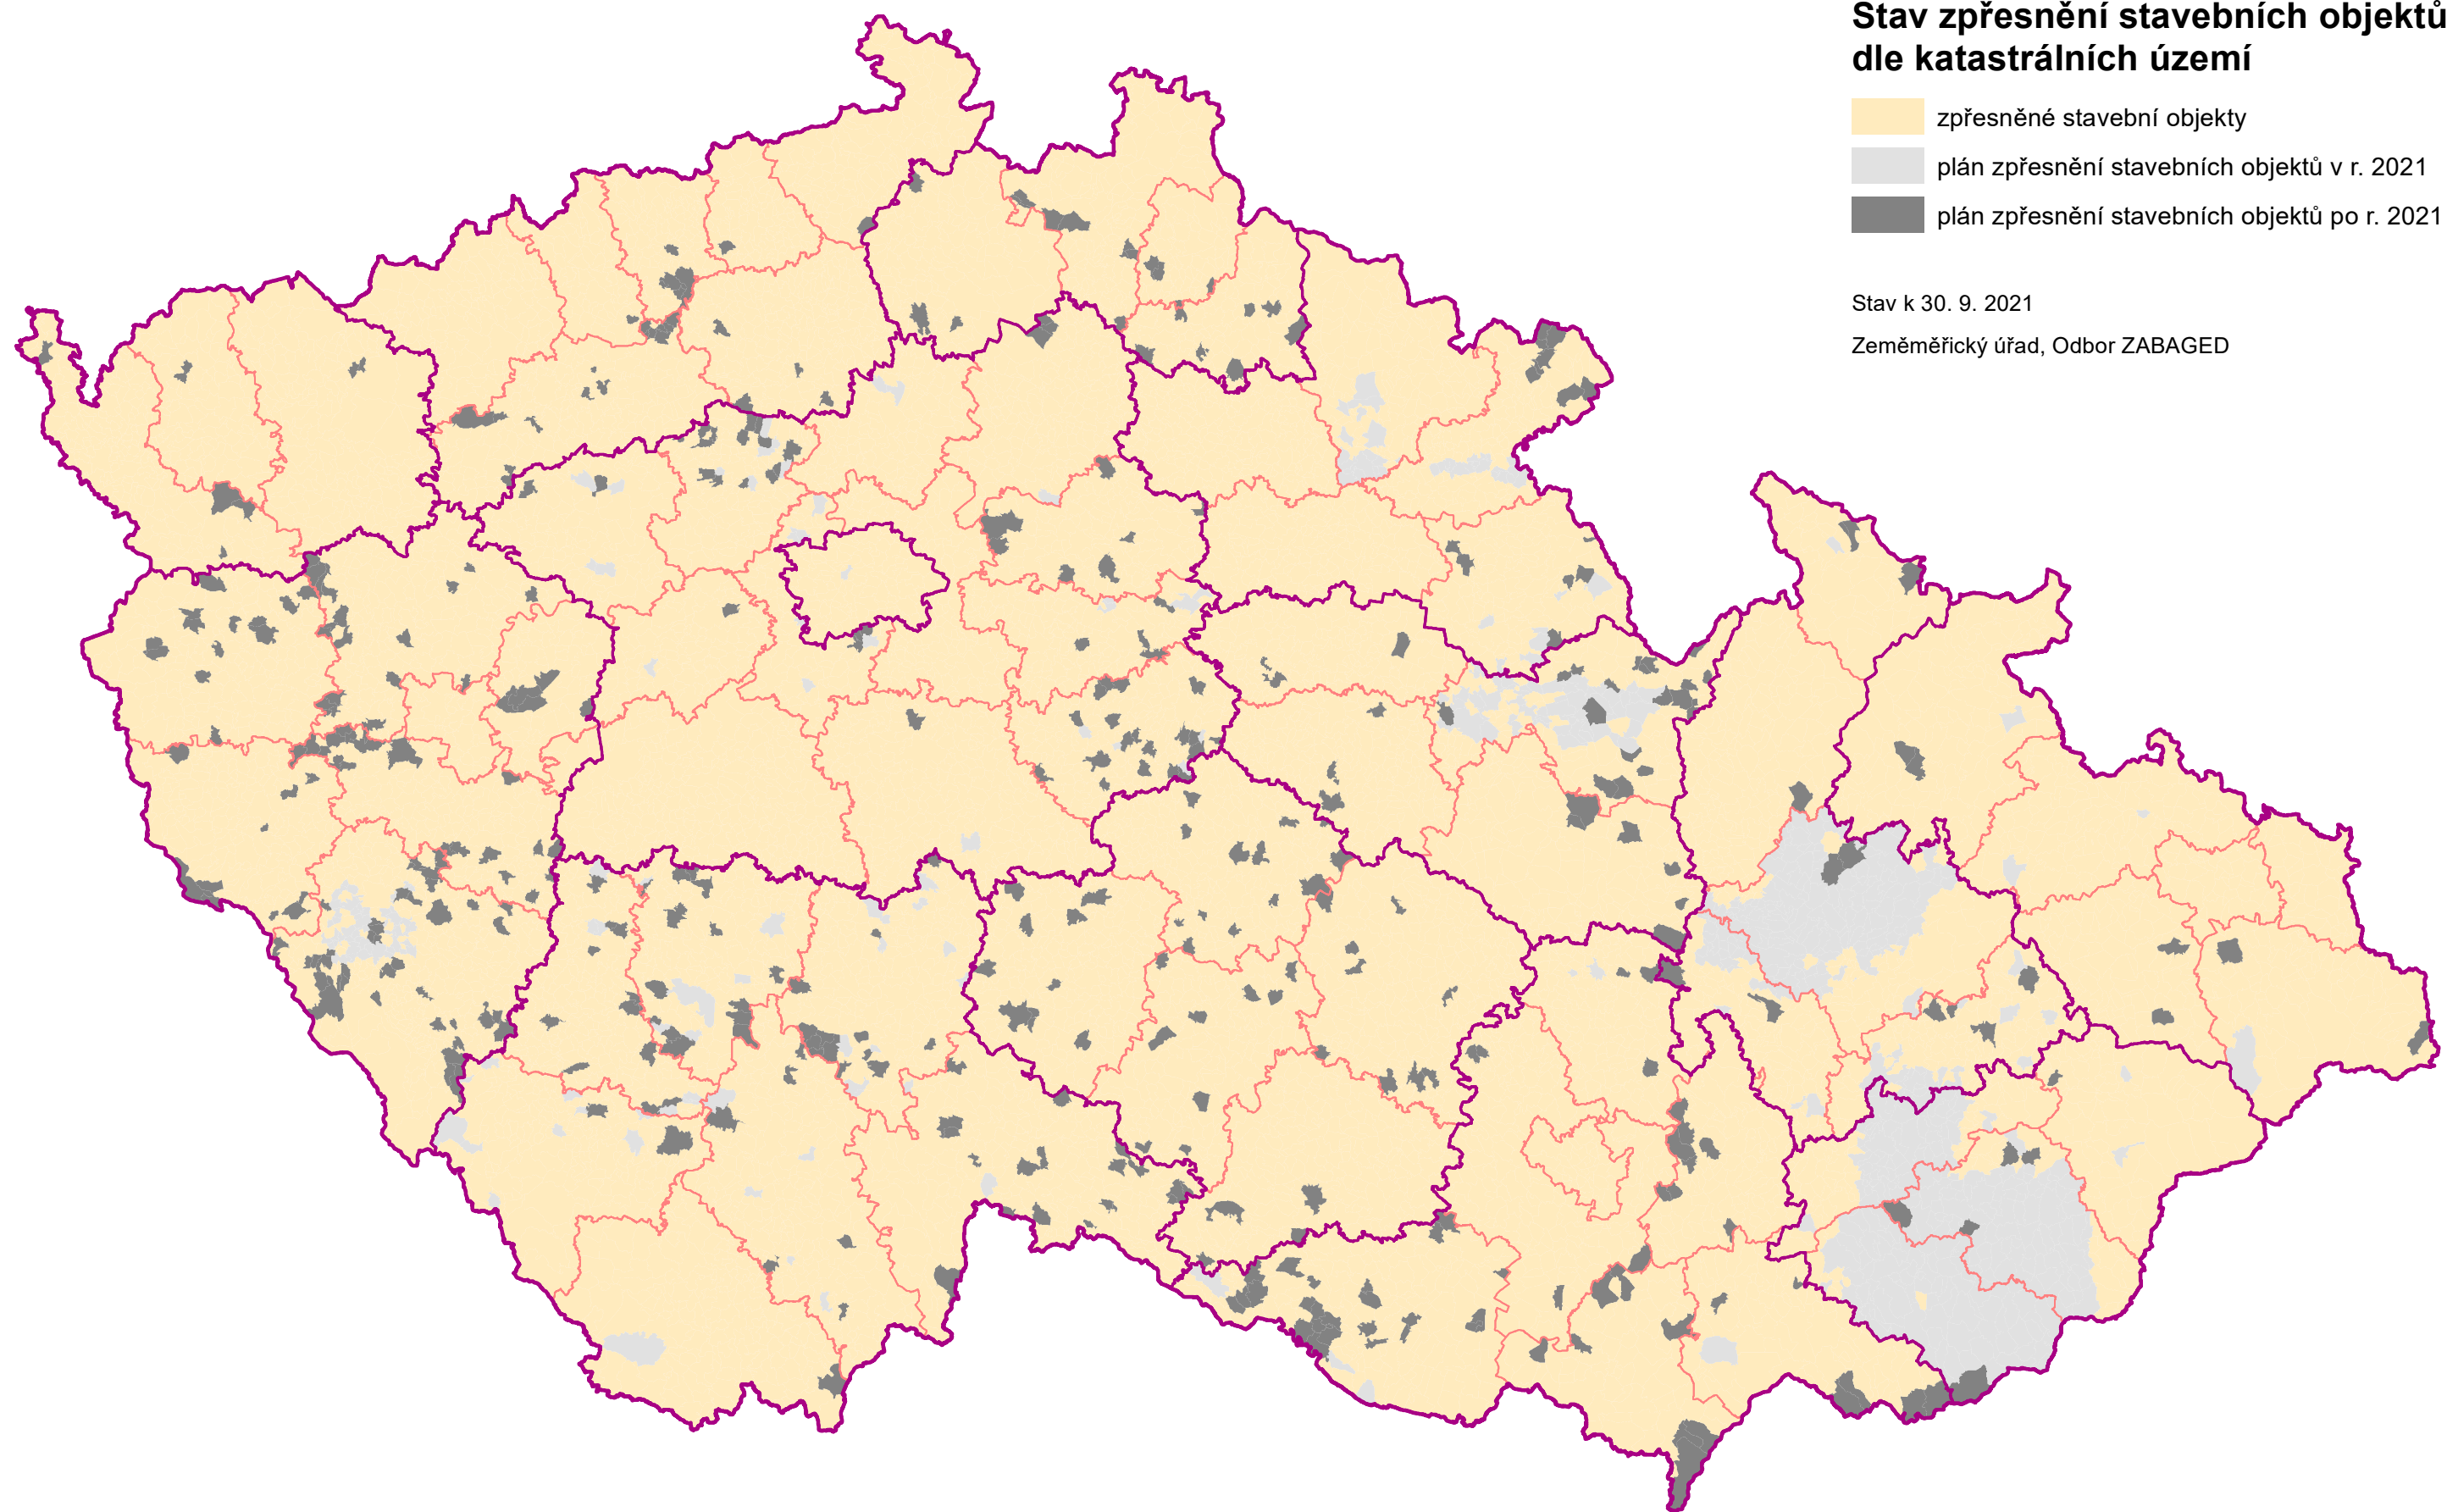 Stav zpřesnění stavebních objektů
dle katastrálních území
zpřesněné stavební objekty
plán zpřesnění stavebních objektů v r. 2021
plán zpřesnění stavebních objektů po r. 2021
Stav k 30. 9. 2021
Zeměměřický úřad, Odbor ZABAGED